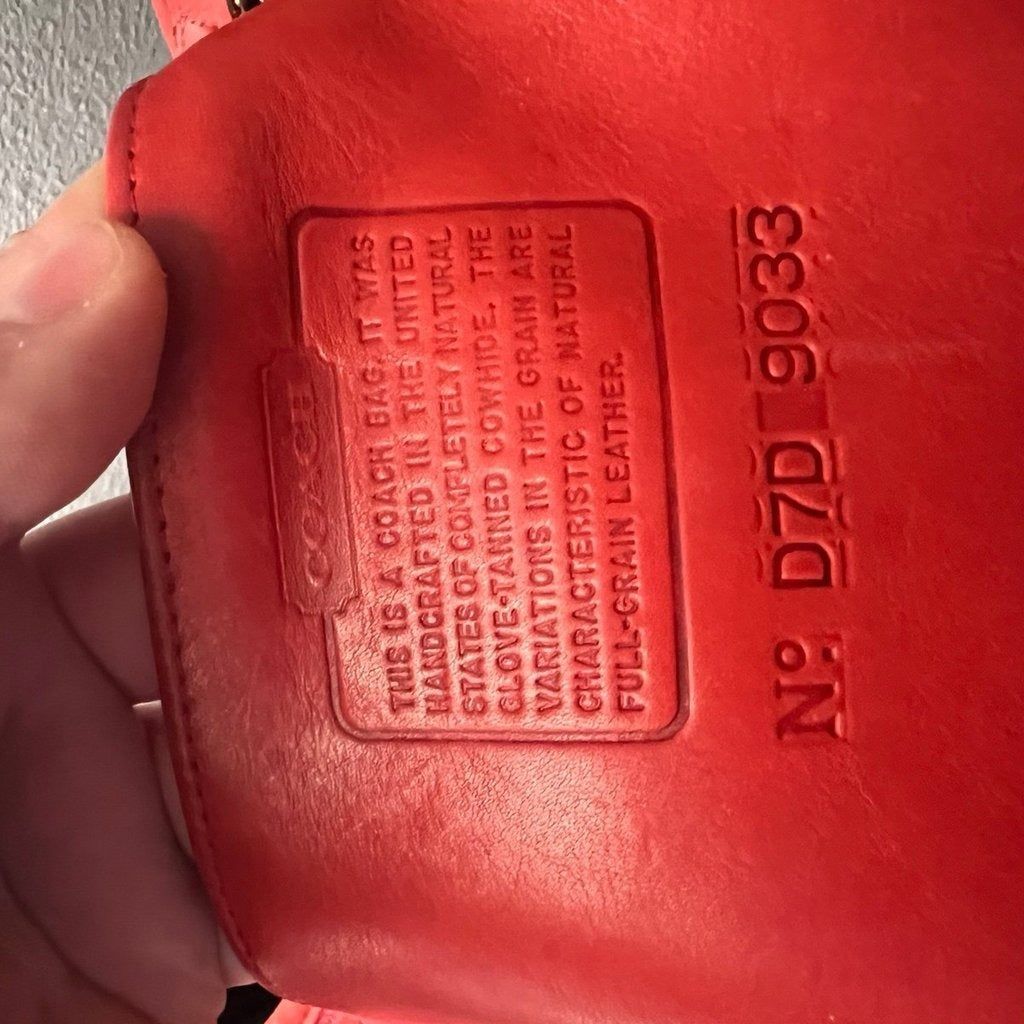 COACH
THIS IS A COACH BAG. IT WAS
HANDCRAFTED IN THE UNITED
STATES OF COMPLETELY NATURAL
GLOVE-TANNED COWHIDE. THE
VARIATIONS IN THE GRAIN ARE
CHARACTERISTIC OF NATURAL
FULL-GRAIN LEATHER.
Nº D7D 9033